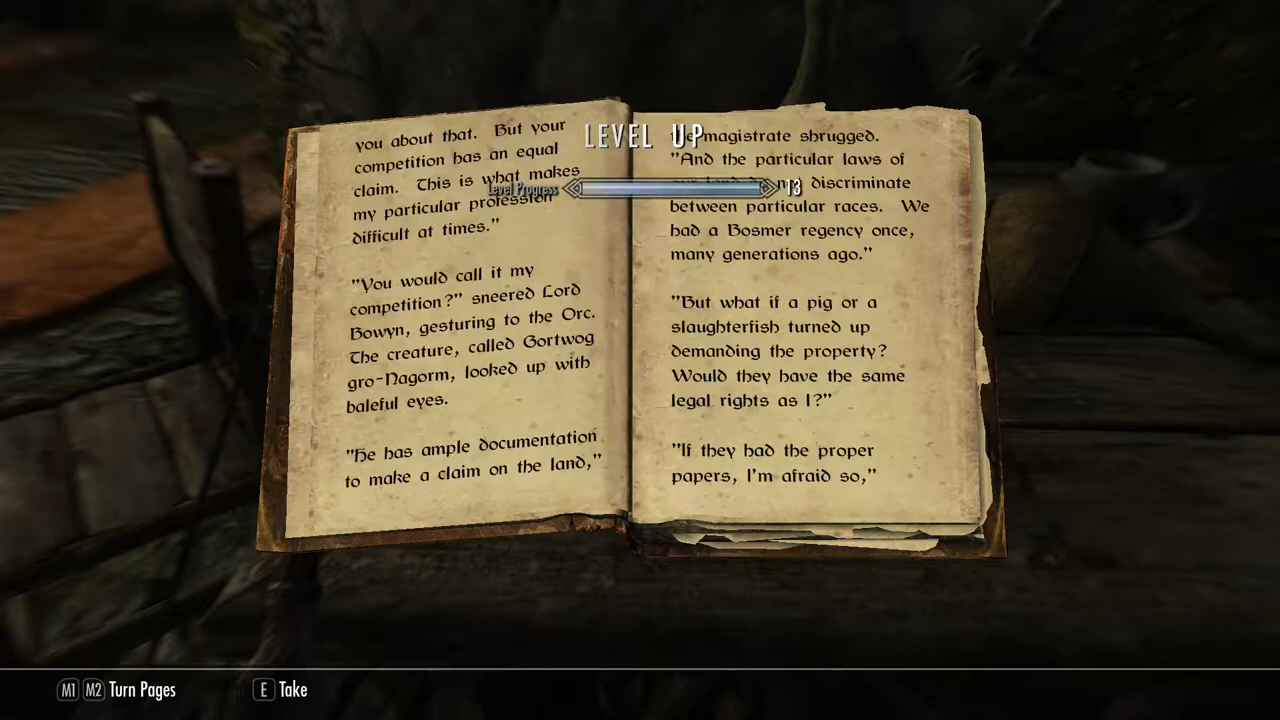 you about that. But your
competition has an equal
claim. This is what makes
my particular profession
difficult at times."
"You would call it my
competition?" sneered Lord
Bowyn, gesturing to the Orc.
The creature, called Gortwog
gro-Nagorm, looked up with
baleful eyes.
"He has ample documentation
to make a claim on the land,"
LEVEL UP
Level Progress
13
magistrate shrugged.
"And the particular laws of
our land discriminate
between particular races. We
had a Bosmer regency once,
many generations ago."
"But what if a pig or a
slaughterfish turned up
demanding the property?
Would they have the same
legal rights as I?"
"If they had the proper
papers, I'm afraid so,"
M1 M2 Turn Pages
E Take